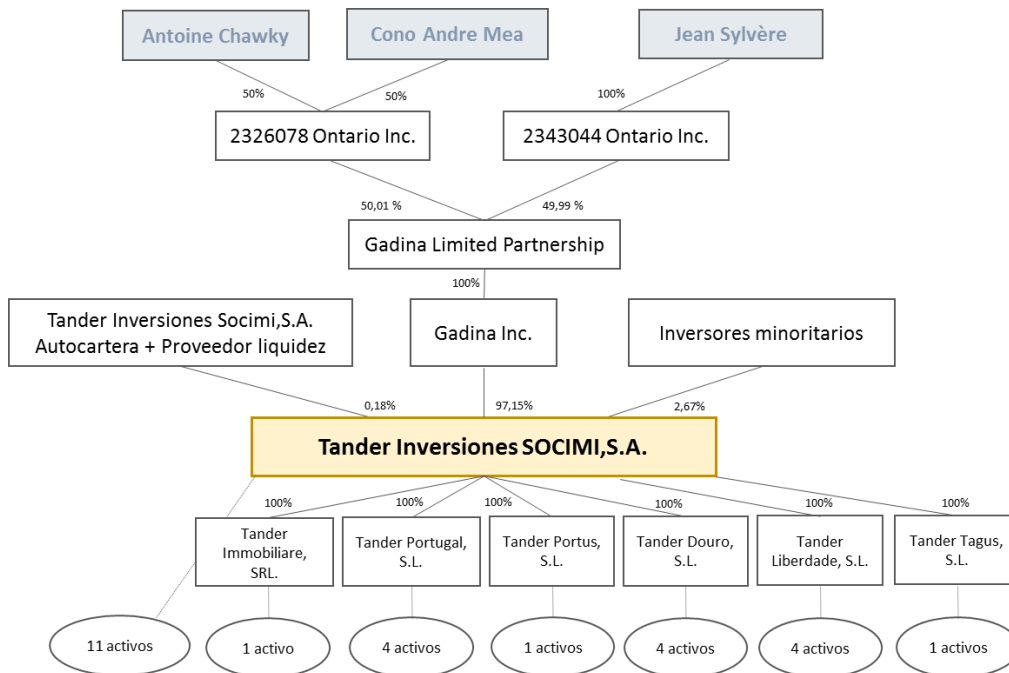 Antoine Chawky
Cono Andre Mea
Jean Sylvère
50%
50%
100%
2326078 Ontario Inc.
2343044 Ontario Inc.
50,01 %
49,99 %
Gadina Limited Partnership
100%
Tander Inversiones Socimi,S.A.
Autocartera + Proveedor liquidez
Gadina Inc.
Inversores minoritarios
0,18%
97,15%
2,67%
Tander Inversiones SOCIMI,S.A.
100%
100%
100%
100%
100%
100%
Tander
Immobiliare,
SRL.
Tander Portugal,
S.L.
Tander Portus,
S.L.
Tander Douro,
S.L.
Tander
Liberdade, S.L.
Tander Tagus,
S.L.
11 activos
1 activo
4 activos
1 activos
4 activos
4 activos
1 activos